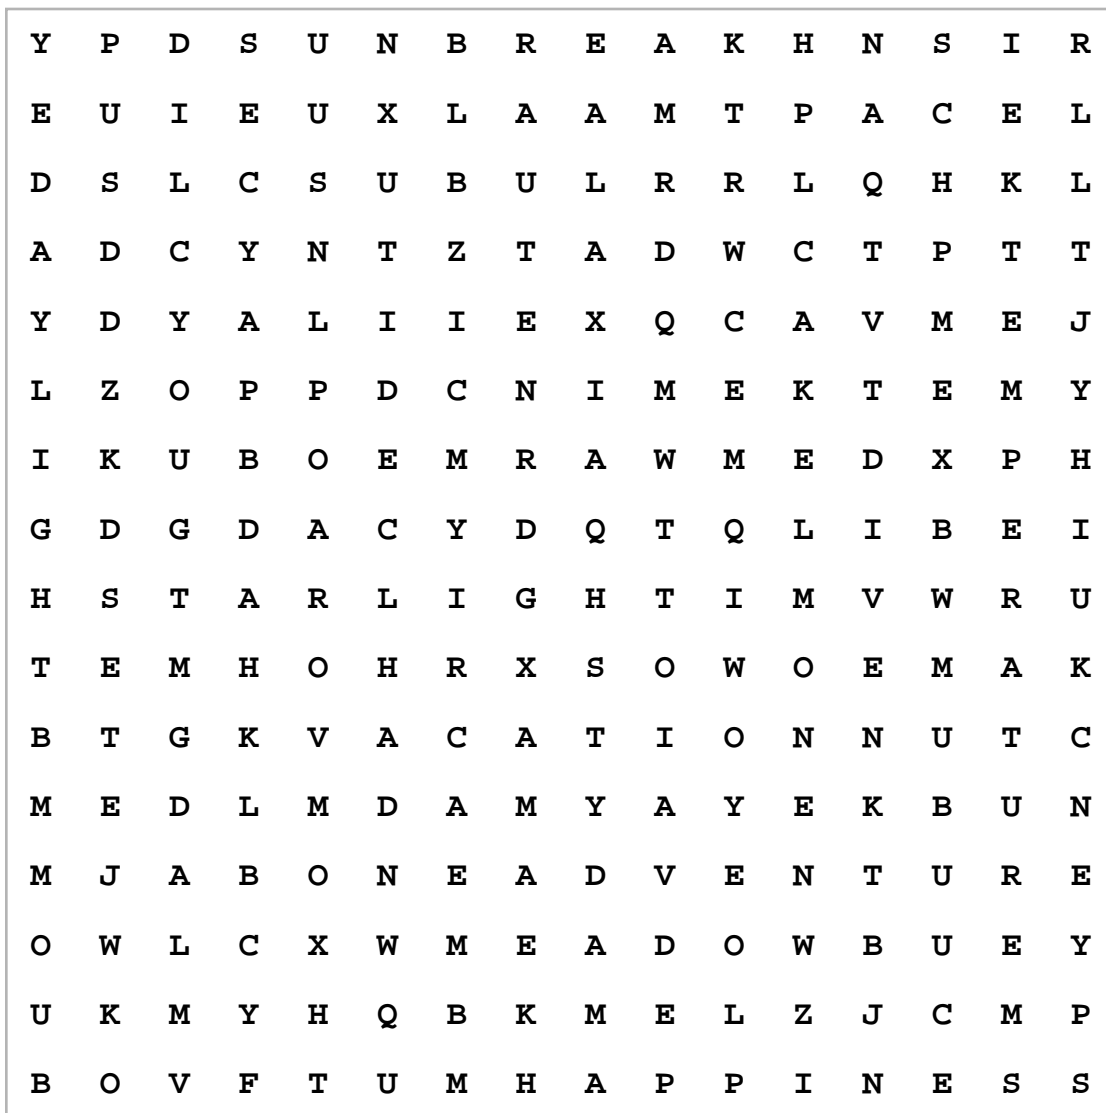 Y P D S U N B R E A K H N S I R
E U I E U X L A A M T P A C E L
D S L C S U B U L R R L Q H K L
A D C Y N T Z T A D W C T P T T
Y D Y A L I I E X Q C A V M E J
L Z O P P D C N I M E K T E M Y
I K U B O E M R A W M E D X P H
G D G D A C Y D Q T Q L I B E I
H S T A R L I G H T I M V W R U
T E M H O H R X S O W O E M A K
B T G K V A C A T I O N N U T C
M E D L M D A M Y A Y E K B U N
M J A B O N E A D V E N T U R E
O W L C X W M E A D O W B U E Y
U K M Y H Q B K M E L Z J C M P
B O V F T U M H A P P I N E S S